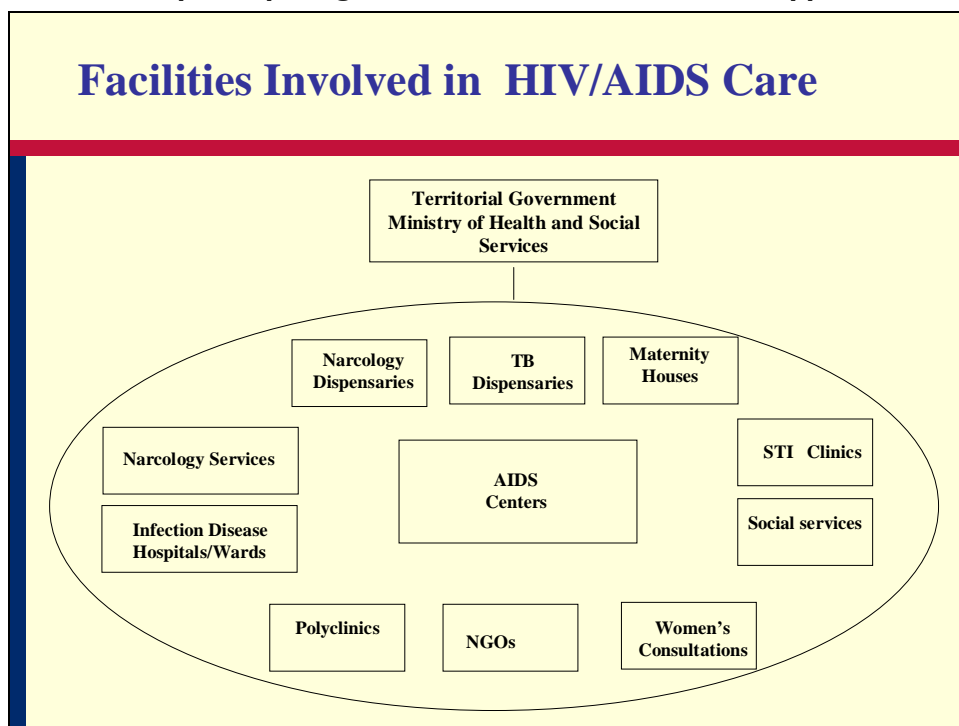 Facilities Involved in HIV/AIDS Care
Territorial Government
Ministry of Health and Social
Services
Narcology
Dispensaries
TB
Dispensaries
Maternity
Houses
Narcology Services
AIDS
Centers
STI Clinics
Infection Disease
Hospitals/Wards
Social services
Polyclinics
NGOs
Women's
Consultations